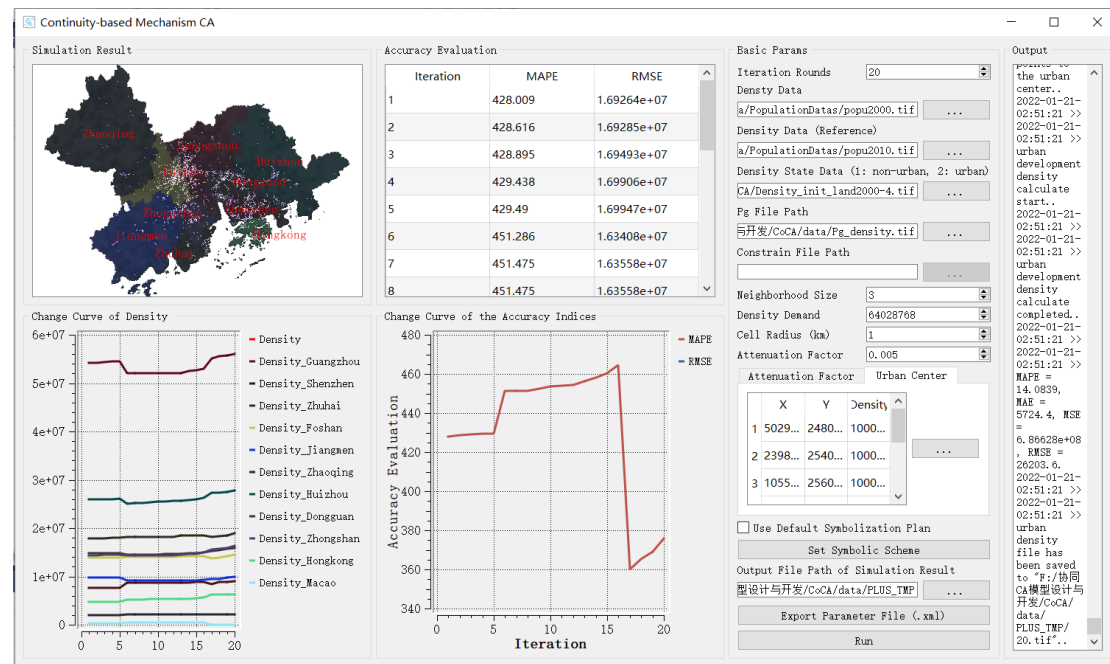 Continuity-based Mechanism CA
Simulation Result
Zhaoqing
Guangzhou
Huizhou
Foshan
Dongguan
Zhongshan
Shenzhen
Jiangmen
Hongkong
Zhuhai
Accuracy Evaluation
Iteration MAPE RMSE
1 428.009 1.69264e+07
2 428.616 1.69285e+07
3 428.895 1.69493e+07
4 429.438 1.69906e+07
5 429.49 1.69947e+07
6 451.286 1.63408e+07
7 451.475 1.63558e+07
8 451.475 1.63558e+07
Change Curve of Density
6e+07
5e+07
4e+07
3e+07
2e+07
1e+07
0
0 5 10 15 20
Density
Density_Guangzhou
Density_Shenzhen
Density_Zhuhai
Density_Foshan
Density_Jiangmen
Density_Zhaoqing
Density_Huizhou
Density_Dongguan
Density_Zhongshan
Density_Hongkong
Density_Macao
Change Curve of the Accuracy Indices
480
460
440
420
400
380
360
340
Accuracy Evaluation
0 5 10 15 20
Iteration
MAPE
RMSE
Basic Params
Iteration Rounds 20
Densty Data
a/PopulationDatas/popu2000.tif ...
Density Data (Reference)
a/PopulationDatas/popu2010.tif ...
Density State Data (1: non-urban, 2: urban)
CA/Density_init_land2000-4.tif ...
Pg File Path
与开发/CoCA/data/Pg_density.tif ...
Constrain File Path
...
Neighborhood Size 3
Density Demand 64028768
Cell Radius (km) 1
Attenuation Factor 0.005
Attenuation Factor Urban Center
X Y Density
1 5029... 2480... 1000...
2 2398... 2540... 1000...
3 1055... 2560... 1000...
...
Use Default Symbolization Plan
Set Symbolic Scheme
Output File Path of Simulation Result
型设计与开发/CoCA/data/PLUS_TMP ...
Export Parameter File (.xml)
Run
Output
points to
the urban
center..
2022-01-21-
02:51:21 >>
2022-01-21-
02:51:21 >>
urban
development
density
calculate
start..
2022-01-21-
02:51:21 >>
2022-01-21-
02:51:21 >>
urban
development
density
calculate
completed..
2022-01-21-
02:51:21 >>
2022-01-21-
02:51:21 >>
MAPE =
14.0839,
MAE =
5724.4, MSE
=
6.86628e+08
, RMSE =
26203.6.
2022-01-21-
02:51:21 >>
2022-01-21-
02:51:21 >>
urban
density
file has
been saved
to "F:/协同
CA模型设计与
开发/CoCA/
data/
PLUS_TMP/
20.tif"..